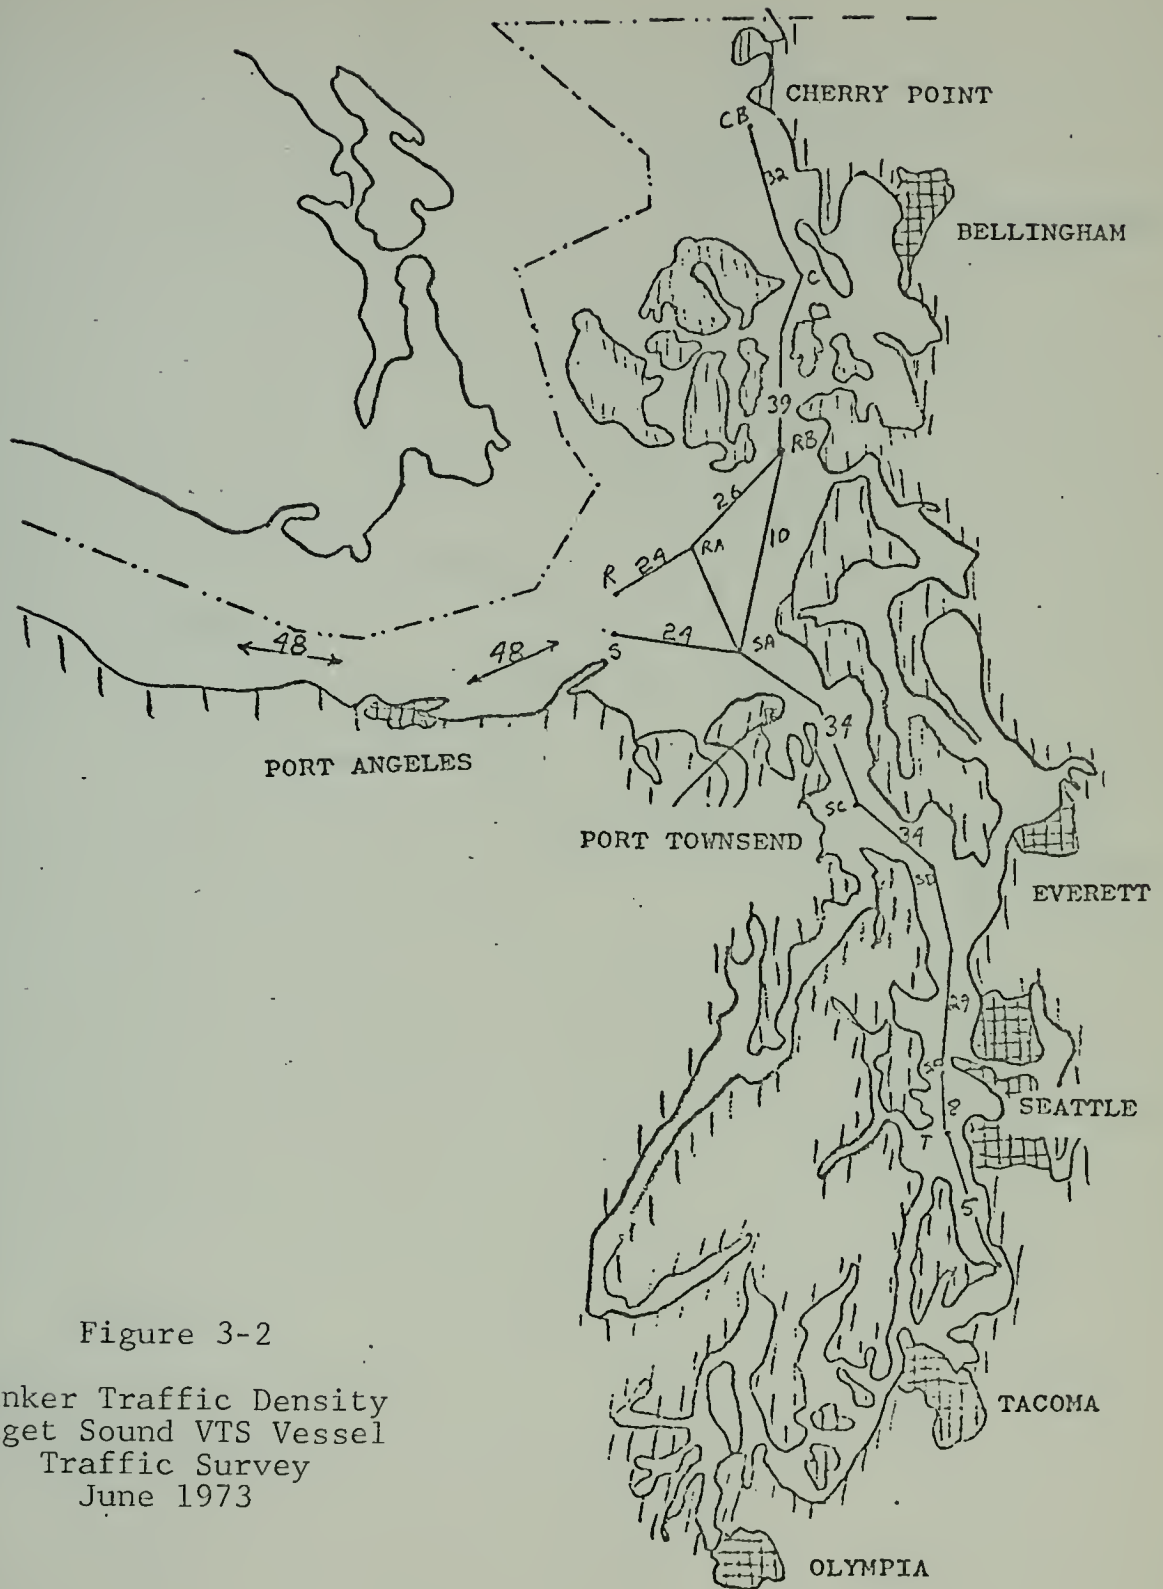 CHERRY POINT
CB
32
BELLINGHAM
C
39
RB
26
10
RA
R
S
SA
48
48
PORT ANGELES
34
SC
PORT TOWNSEND
34
SD
EVERETT
29
SEATTLE
8
T
5
Figure 3-2
nker Traffic Density
get Sound VTS Vessel
Traffic Survey
June 1973
TACOMA
OLYMPIA